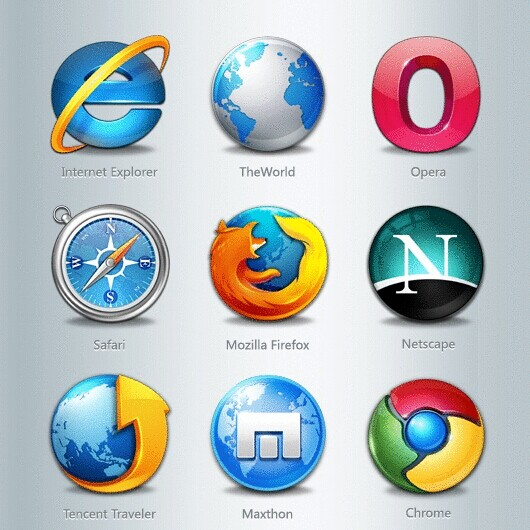 Internet Explorer
TheWorld
Opera
N
W
E
S
Safari
Mozilla Firefox
N
Netscape
Tencent Traveler
Maxthon
Chrome